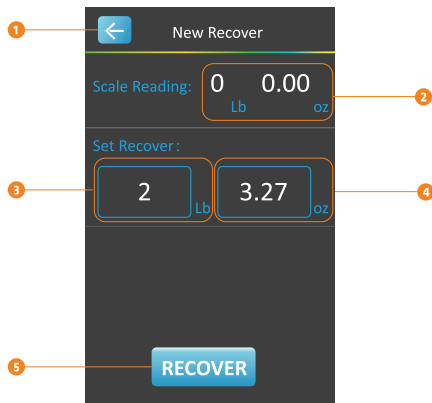 1
New Recover
Scale Reading: 0 Lb 0.00 oz
2
Set Recover:
3
2 Lb 3.27 oz
4
5
RECOVER